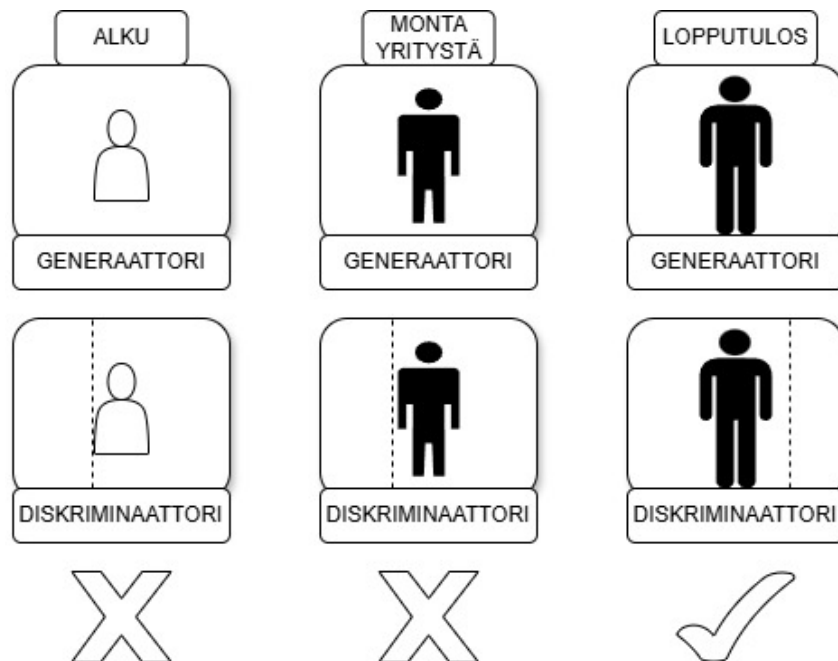 ALKU
MONTA
YRITYSTÄ
LOPPUTULOS
GENERAATTORI
GENERAATTORI
GENERAATTORI
DISKRIMINAATTORI
DISKRIMINAATTORI
DISKRIMINAATTORI